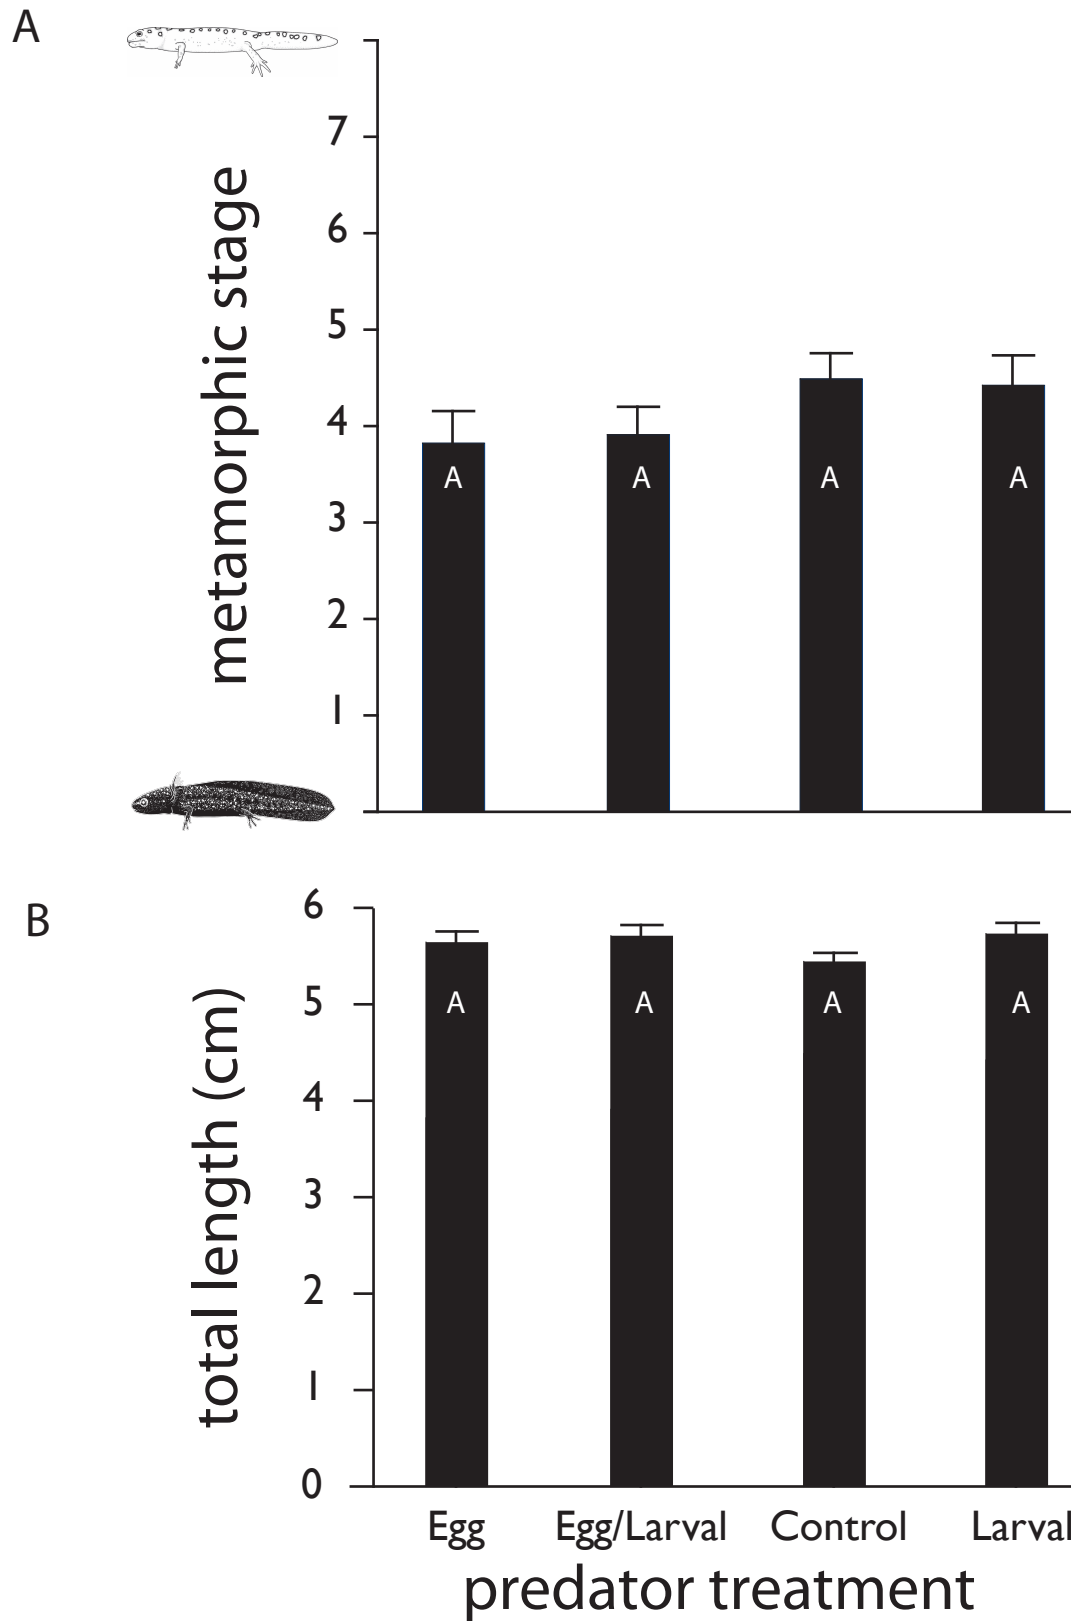 A
metamorphic stage
7
6
5
4
3
2
1
A A A A
B
total length (cm)
6
5
4
3
2
1
0
A A A A
Egg Egg/Larval Control Larval
predator treatment